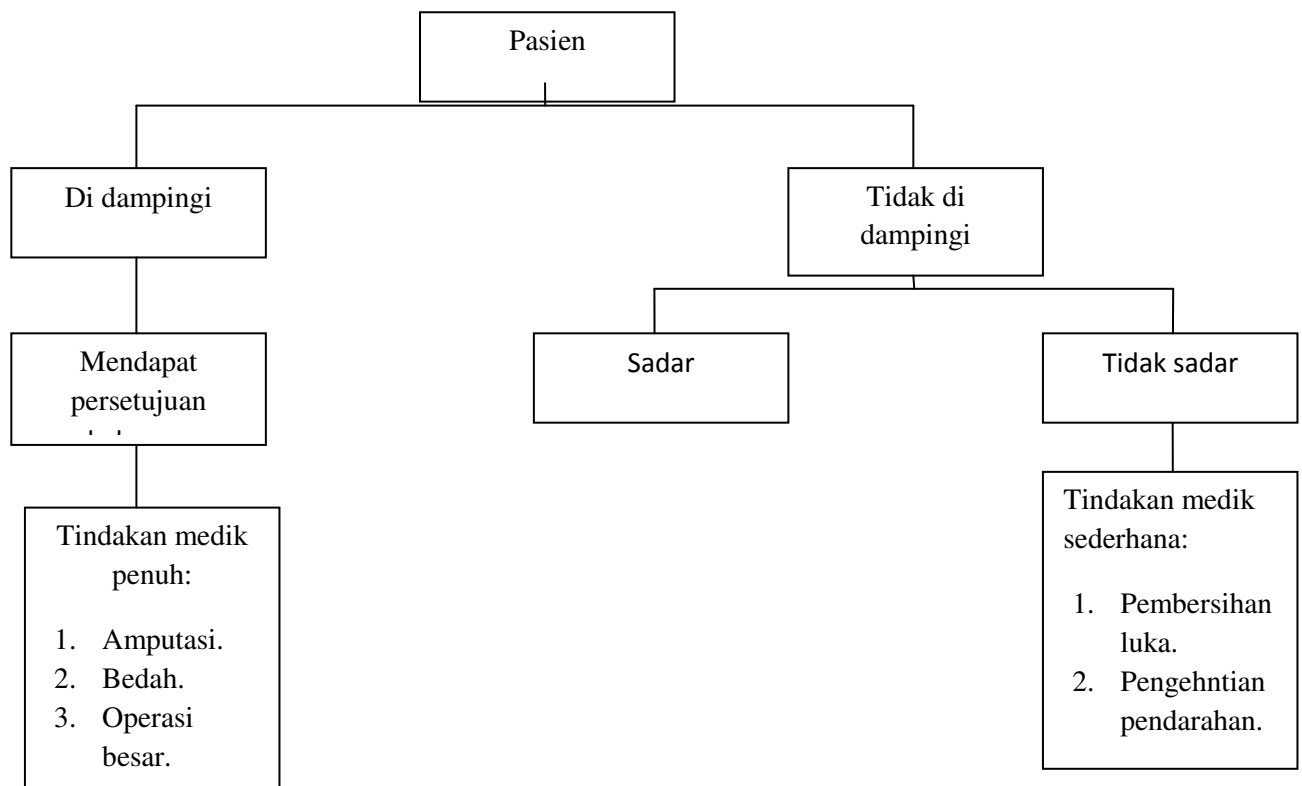 Pasien
Di dampingi
Tidak di
dampingi
Mendapat
persetujuan
Sadar
Tidak sadar
Tindakan medik
penuh:
1. Amputasi.
2. Bedah.
3. Operasi
besar.
Tindakan medik
sederhana:
1. Pembersihan
luka.
2. Pengehntian
pendarahan.